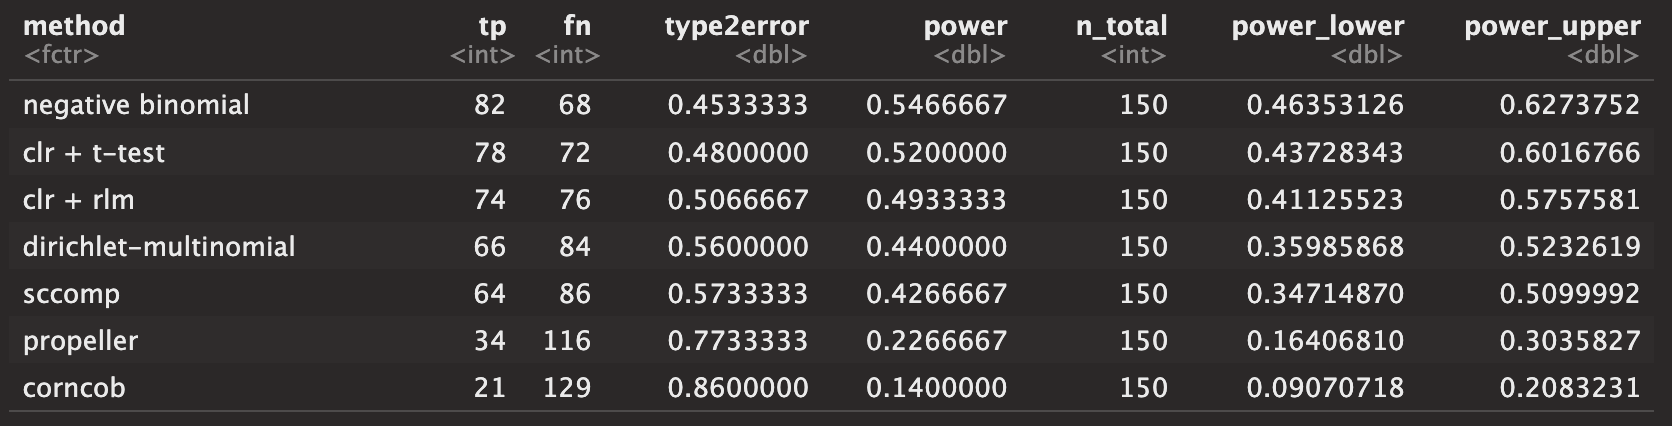 method tp fn type2error power n_total power_lower power_upper
<fctr> <int> <int> <dbl> <dbl> <int> <dbl> <dbl>
negative binomial 82 68 0.4533333 0.5466667 150 0.46353126 0.6273752
clr + t-test 78 72 0.4800000 0.5200000 150 0.43728343 0.6016766
clr + rlm 74 76 0.5066667 0.4933333 150 0.41125523 0.5757581
dirichlet-multinomial 66 84 0.5600000 0.4400000 150 0.35985868 0.5232619
sccomp 64 86 0.5733333 0.4266667 150 0.34714870 0.5099992
propeller 34 116 0.7733333 0.2266667 150 0.16406810 0.3035827
corncob 21 129 0.8600000 0.1400000 150 0.09070718 0.2083231